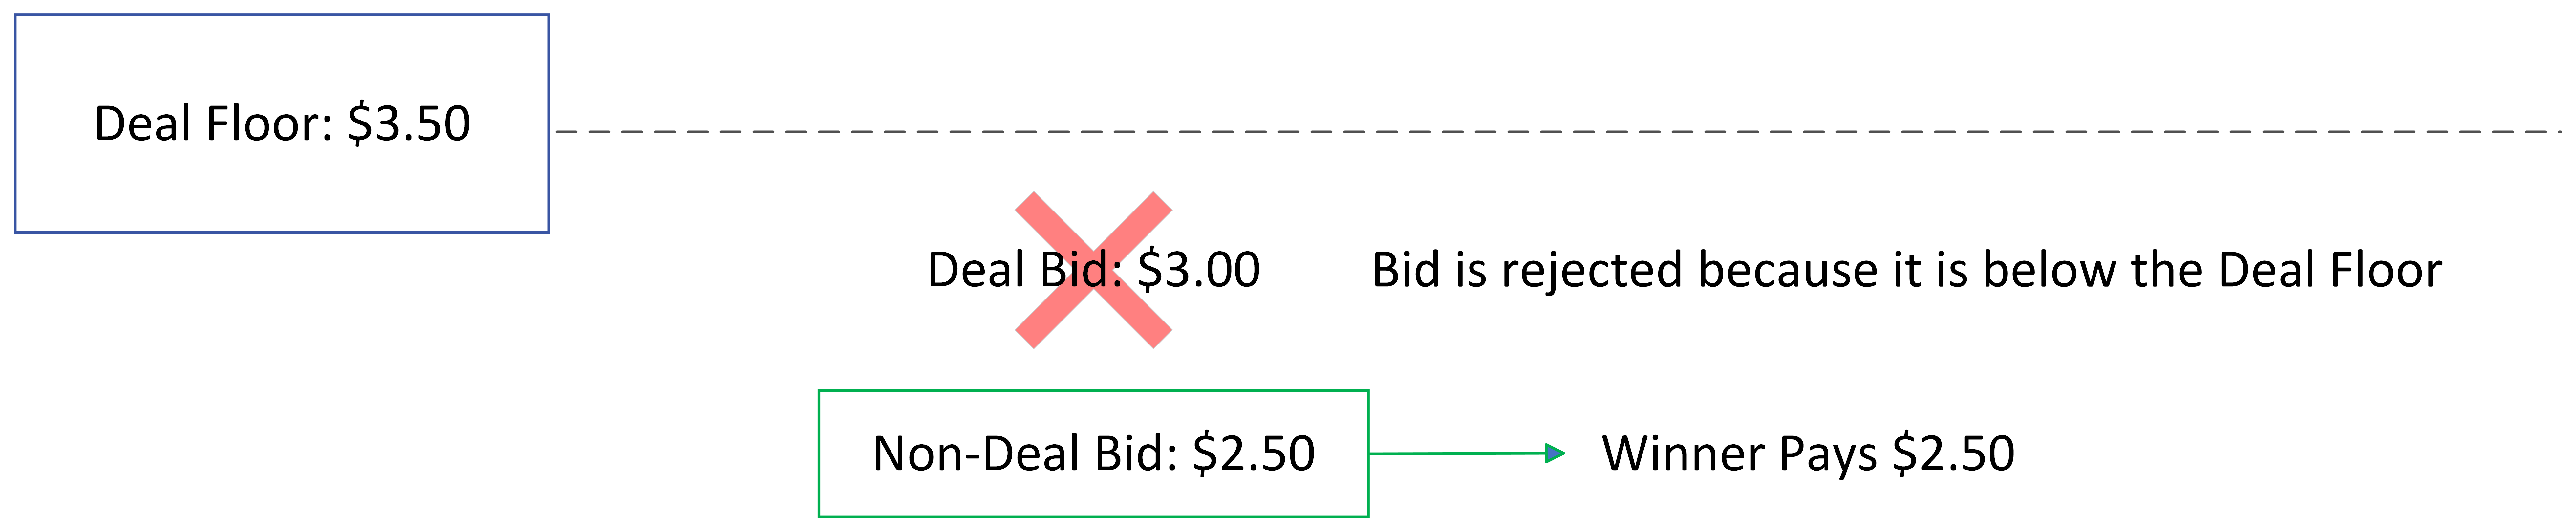 Deal Floor: $3.50
Deal Bid: $3.00
Bid is rejected because it is below the Deal Floor
Non-Deal Bid: $2.50
Winner Pays $2.50